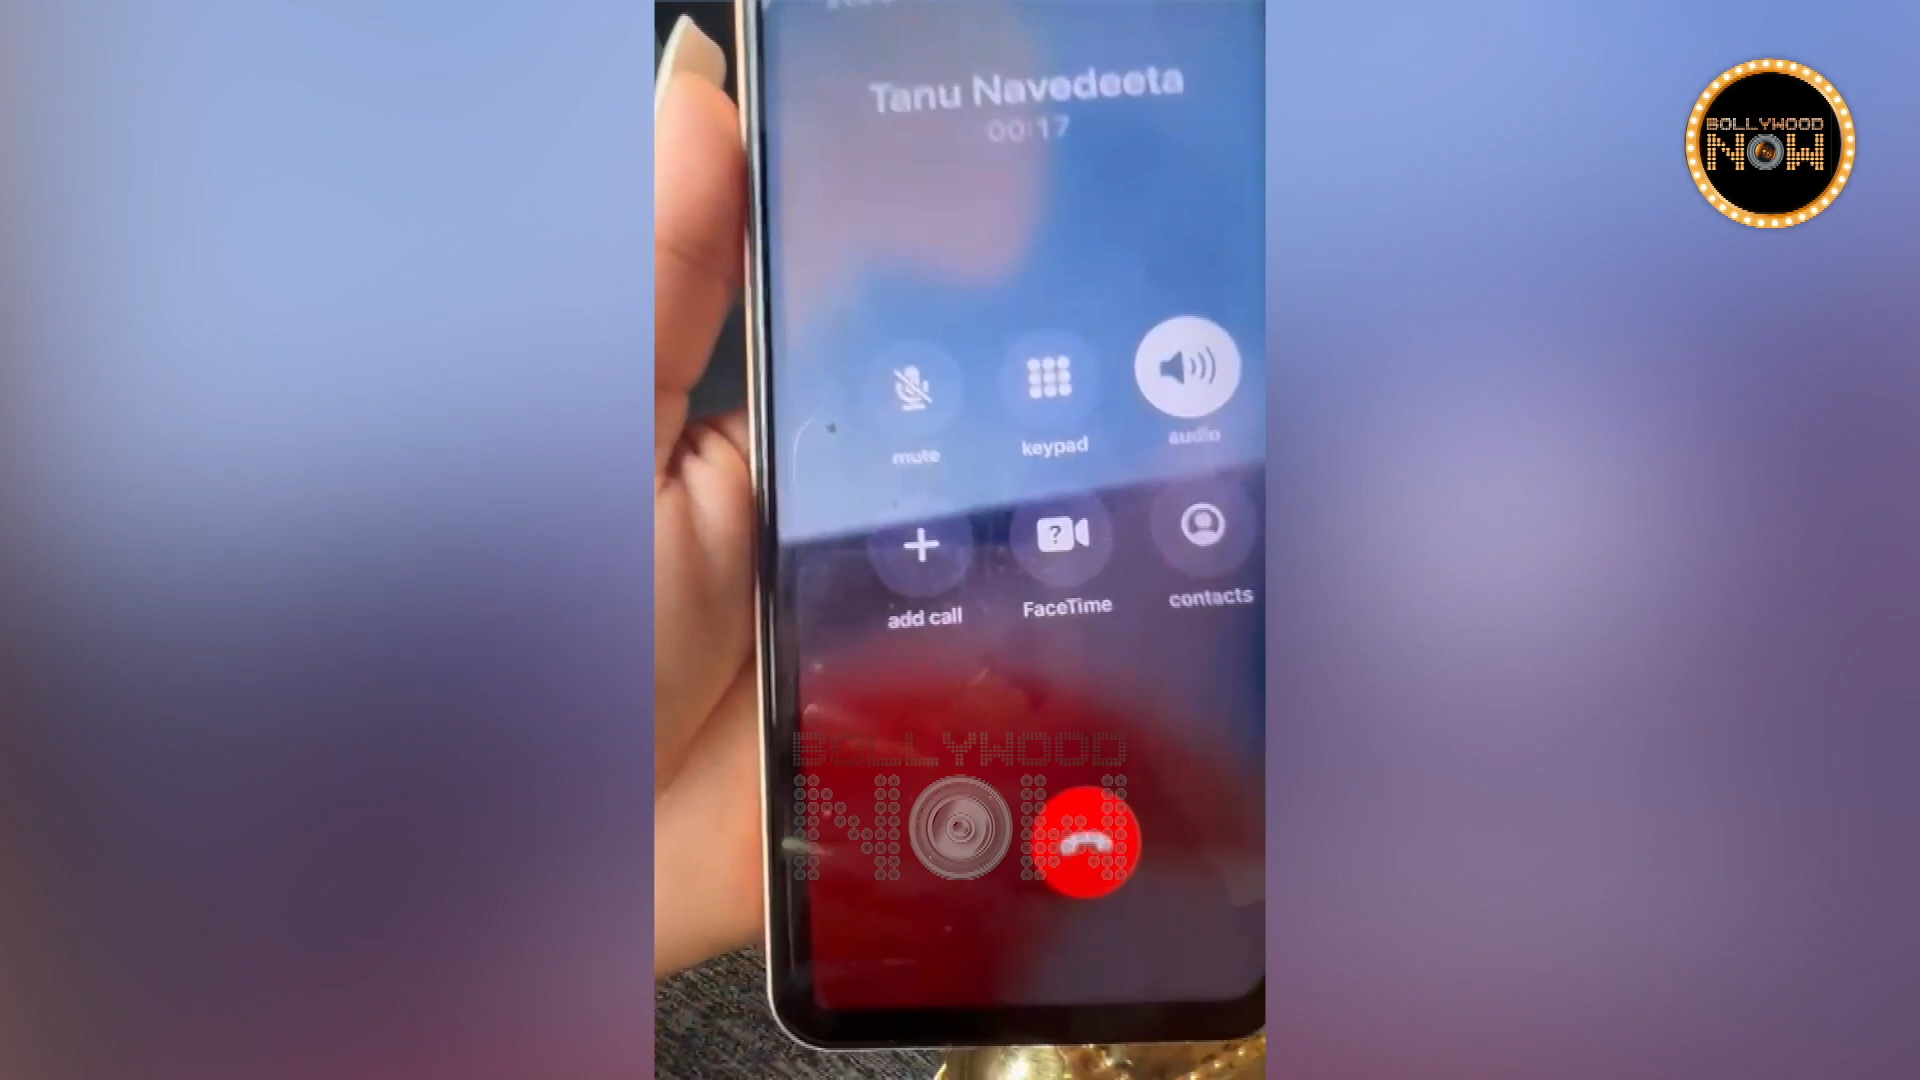 Tanu Navedeeta
00:17
BOLLYWOOD
NOW
mute
keypad
audio
add call
FaceTime
contacts
BOLLYWOOD
NOW